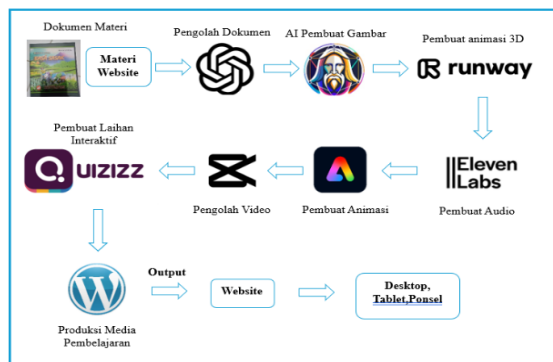 Dokumen Materi
Materi
Website
Pengolah Dokumen
AI Pembuat Gambar
Pembuat animasi 3D
runway
Pembuat Laihan
Interaktif
QUIZIZZ
Pengolah Video
Pembuat Animasi
||Eleven
Labs
Pembuat Audio
Produksi Media
Pembelajaran
Output
Website
Desktop,
Tablet,Ponsel